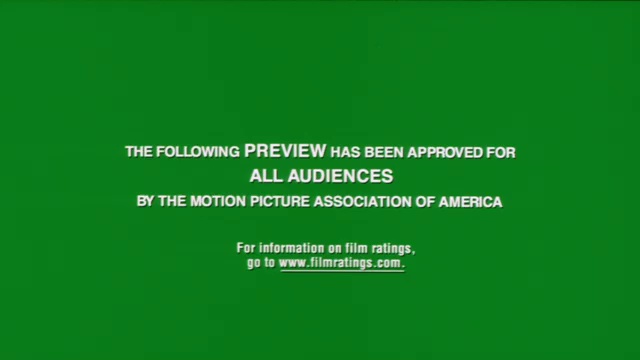 THE FOLLOWING PREVIEW HAS BEEN APPROVED FOR
ALL AUDIENCES
BY THE MOTION PICTURE ASSOCIATION OF AMERICA
For information on film ratings,
go to www.filmratings.com.